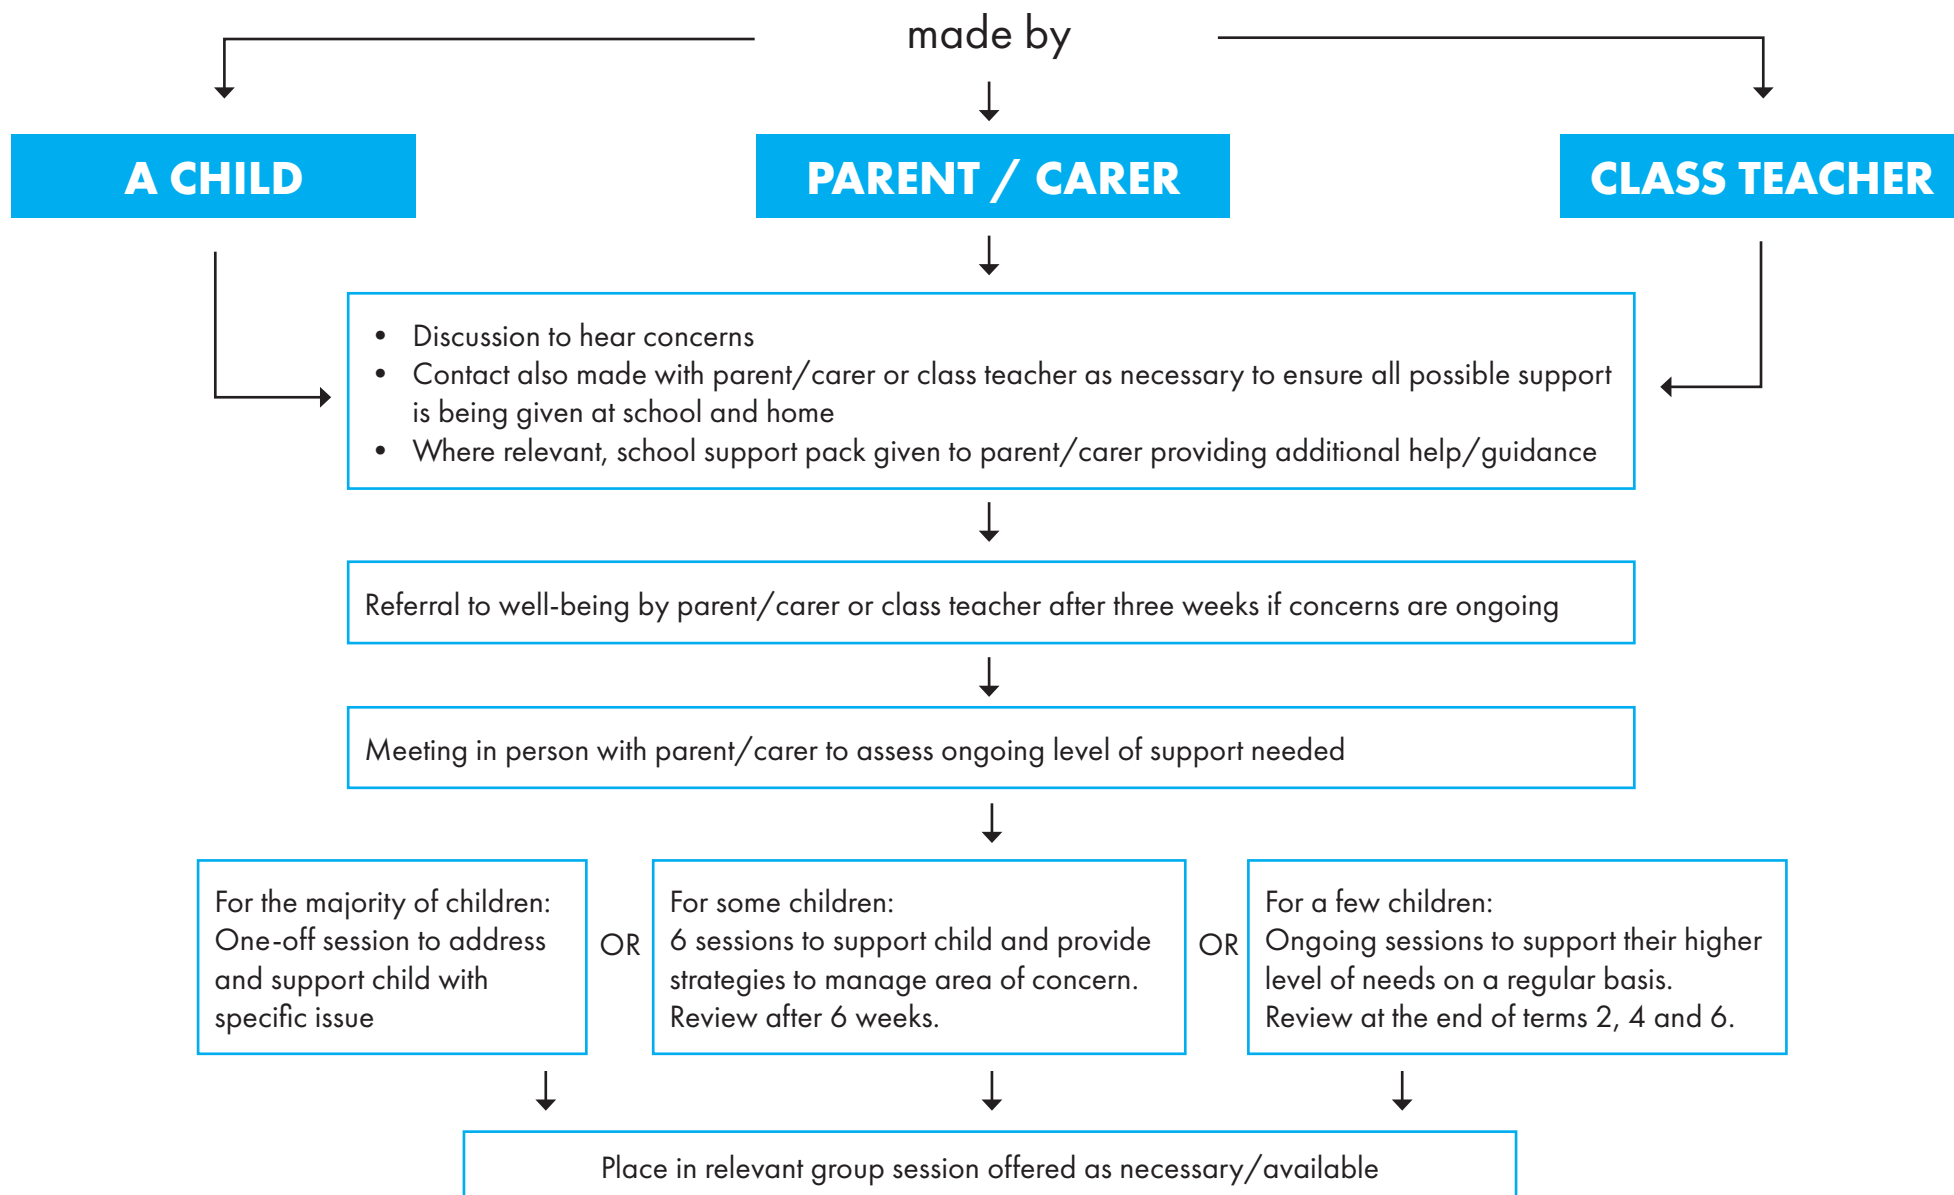 made by
A CHILD
PARENT / CARER
CLASS TEACHER
• Discussion to hear concerns
• Contact also made with parent/carer or class teacher as necessary to ensure all possible support
is being given at school and home
• Where relevant, school support pack given to parent/carer providing additional help/guidance
Referral to well-being by parent/carer or class teacher after three weeks if concerns are ongoing
Meeting in person with parent/carer to assess ongoing level of support needed
For the majority of children:
One-off session to address
and support child with
specific issue
OR
For some children:
6 sessions to support child and provide
strategies to manage area of concern.
Review after 6 weeks.
OR
For a few children:
Ongoing sessions to support their higher
level of needs on a regular basis.
Review at the end of terms 2, 4 and 6.
Place in relevant group session offered as necessary/available